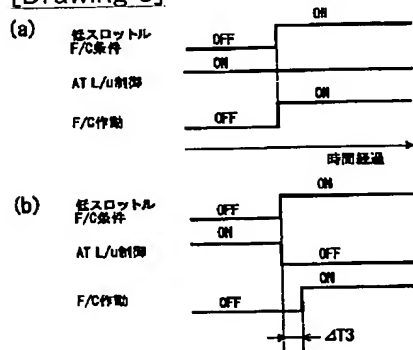 [Drawing 3]
(a)
ON
低スロットル
F/C条件
OFF
ON
AT L/u制御
ON
F/C作動
OFF
時間経過
(b)
ON
低スロットル
F/C条件
OFF
ON
AT L/u制御
OFF
ON
F/C作動
OFF
⊿T3